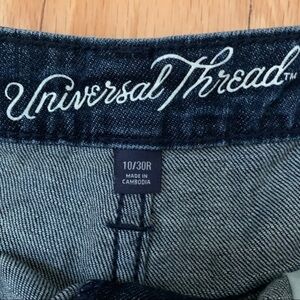 Universal Thread™
10/30R
MADE IN
CAMBODIA